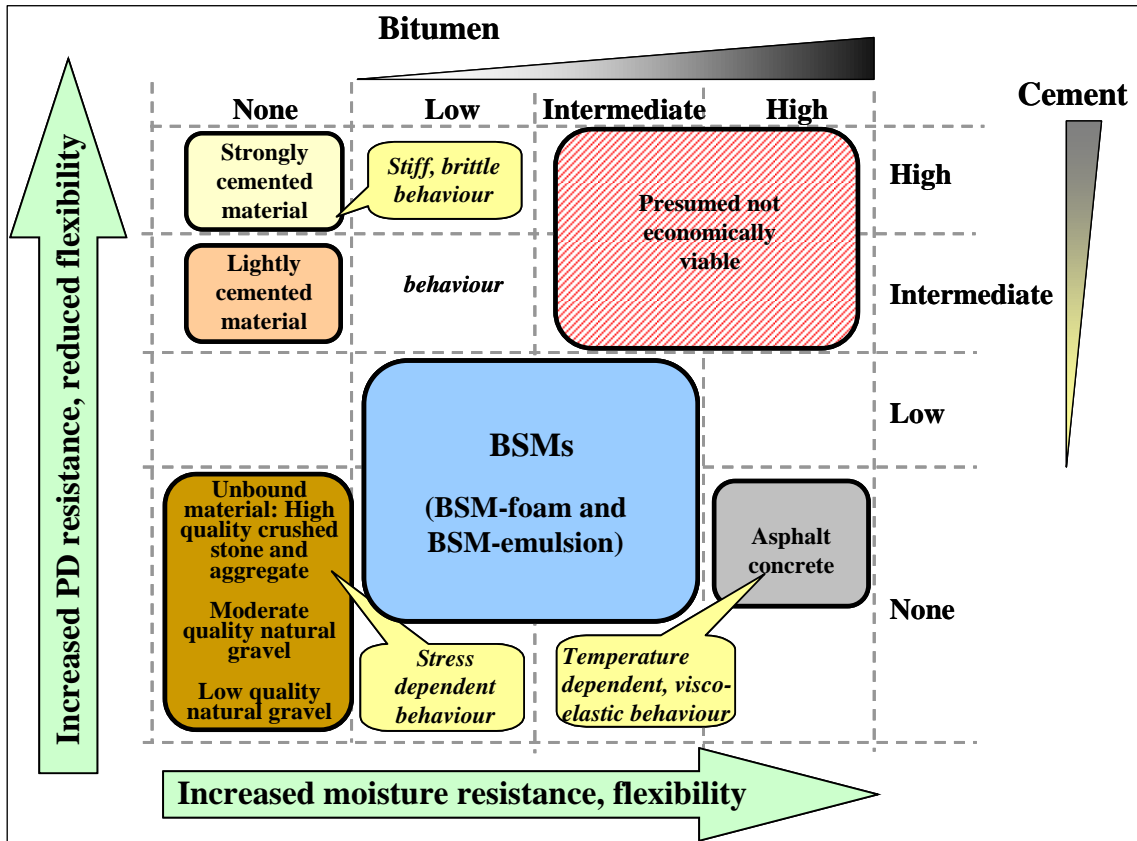 Bitumen
None
Low
Intermediate
High
Cement
Increased PD resistance, reduced flexibility
Strongly
cemented
material
Stiff, brittle
behaviour
Presumed not
economically
viable
High
Lightly
cemented
material
behaviour
Intermediate
Low
BSMs
(BSM-foam and
BSM-emulsion)
Unbound
material: High
quality crushed
stone and
aggregate
Moderate
quality natural
gravel
Low quality
natural gravel
Asphalt
concrete
None
Stress
dependent
behaviour
Temperature
dependent, visco-
elastic behaviour
Increased moisture resistance, flexibility